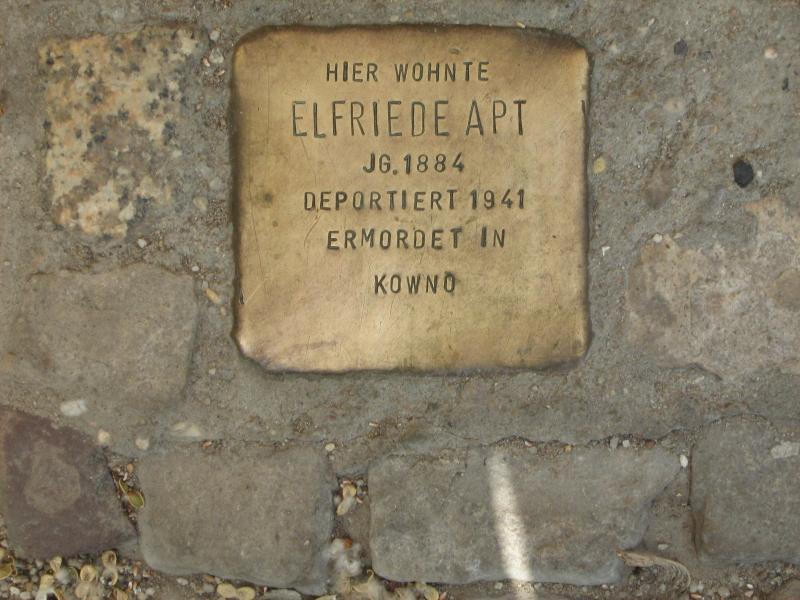 HIER WOHNTE
ELFRIEDE APT
JG. 1884
DEPORTIERT 1941
ERMORDET IN
KOWNO